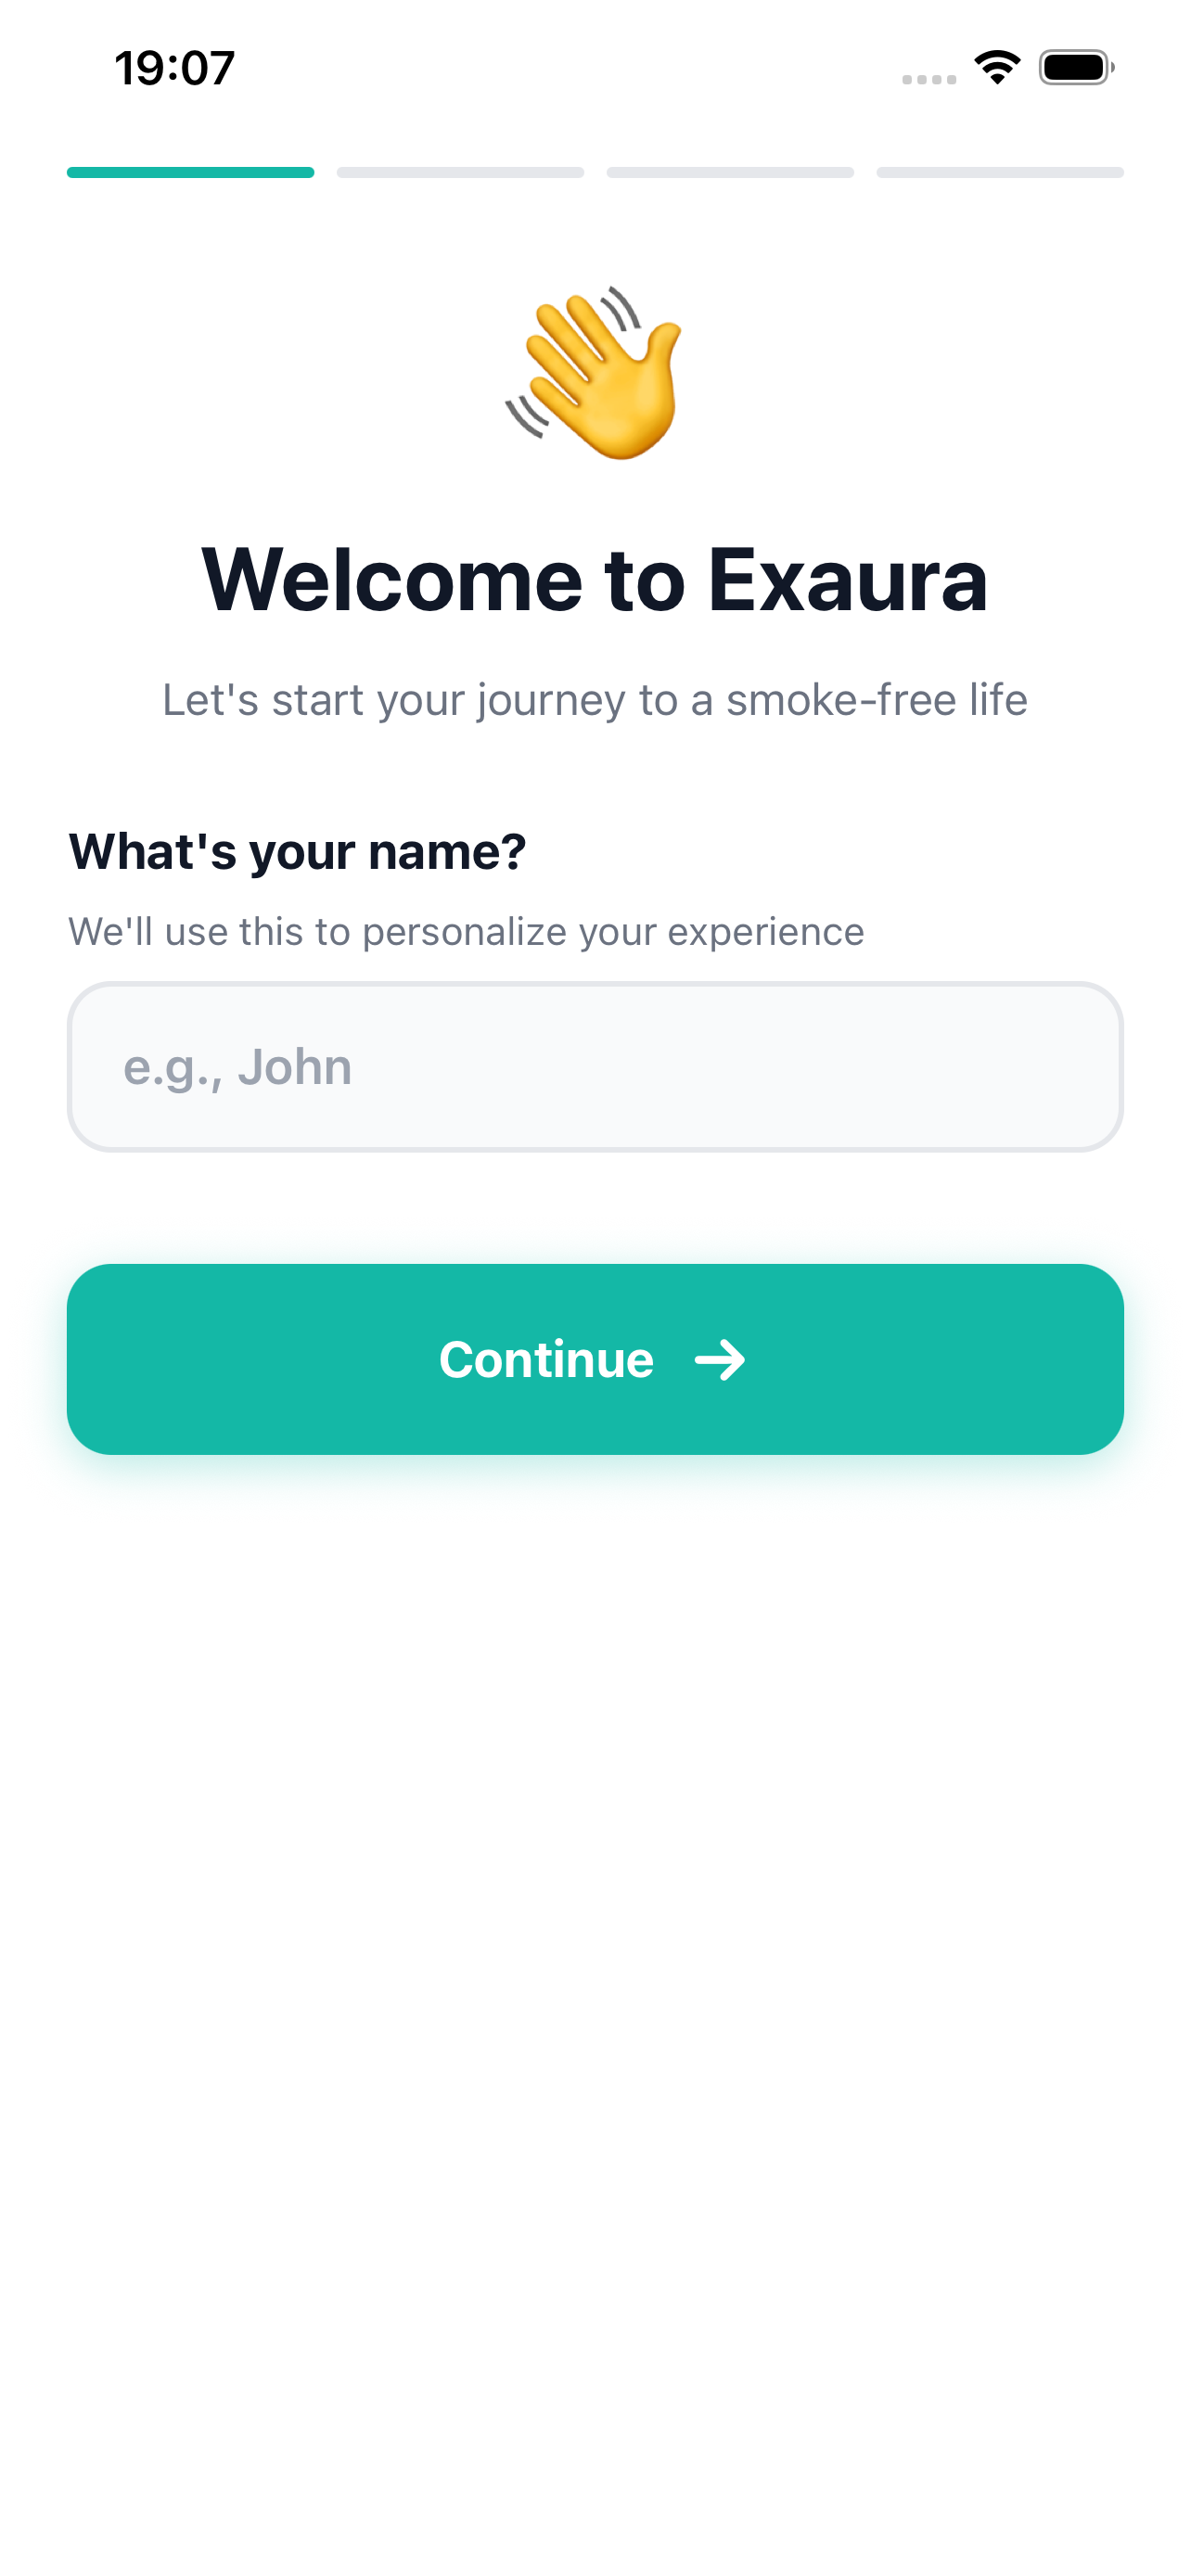 19:07
Welcome to Exaura
Let's start your journey to a smoke-free life
What's your name?
We'll use this to personalize your experience
e.g., John
Continue